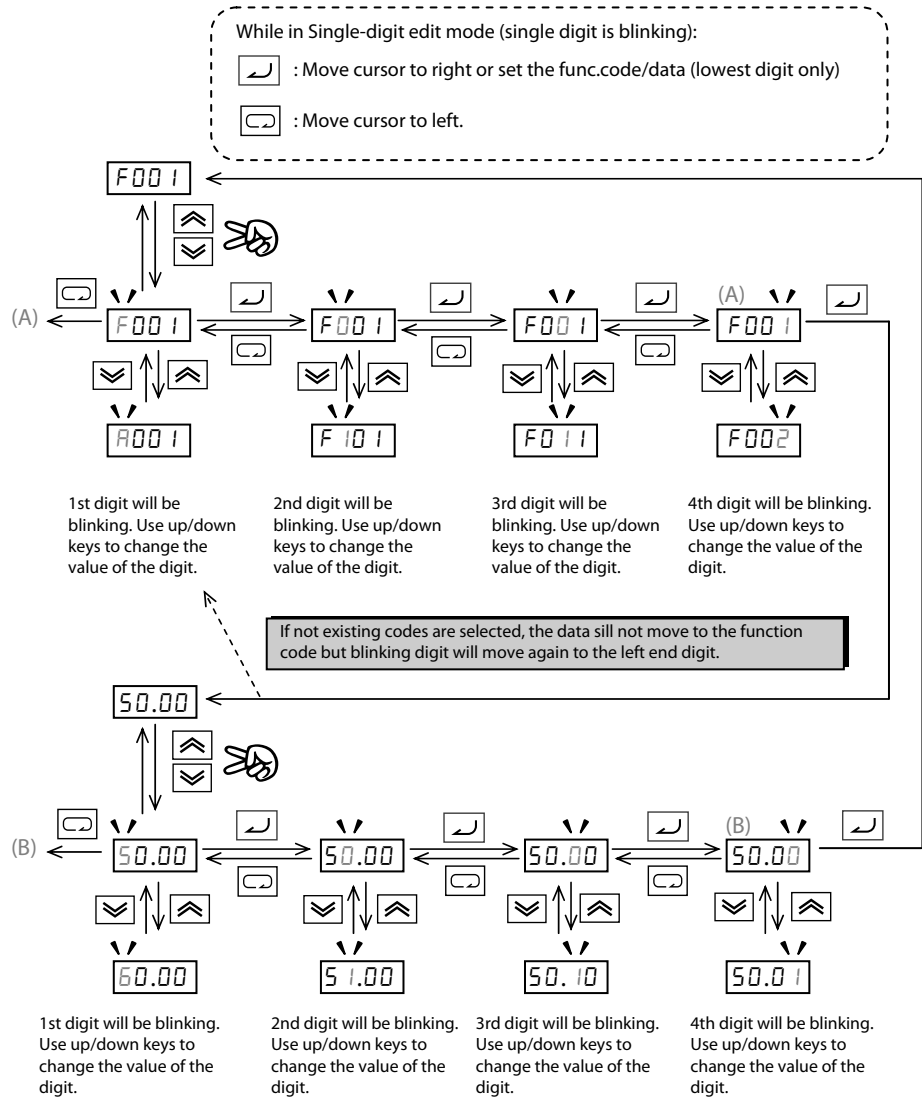 While in Single-digit edit mode (single digit is blinking):
: Move cursor to right or set the func.code/data (lowest digit only)
: Move cursor to left.
F001
(A)
(A)
F001
F001
F001
F001
A001
F101
F011
F002
1st digit will be
blinking. Use up/down
keys to change the
value of the digit.
2nd digit will be
blinking. Use up/down
keys to change the
value of the digit.
3rd digit will be
blinking. Use up/down
keys to change the
value of the digit.
4th digit will be blinking.
Use up/down keys to
change the value of the
digit.
If not existing codes are selected, the data sill not move to the function
code but blinking digit will move again to the left end digit.
50.00
(B)
(B)
50.00
50.00
50.00
50.00
60.00
51.00
50.10
50.01
1st digit will be blinking.
Use up/down keys to
change the value of the
digit.
2nd digit will be blinking.
Use up/down keys to
change the value of the
digit.
3rd digit will be blinking.
Use up/down keys to
change the value of the
digit.
4th digit will be blinking.
Use up/down keys to
change the value of the
digit.